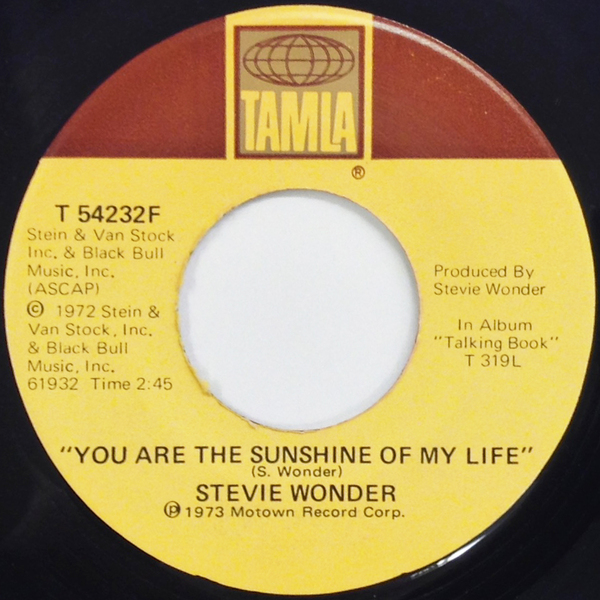 TAMLA
®
T 54232F
Stein & Van Stock
Inc. & Black Bull
Music, Inc.
(ASCAP)
© 1972 Stein &
Van Stock, Inc.
& Black Bull
Music, Inc.
61932 Time 2:45
Produced By
Stevie Wonder
In Album
"Talking Book"
T 319L
"YOU ARE THE SUNSHINE OF MY LIFE"
(S. Wonder)
STEVIE WONDER
℗ 1973 Motown Record Corp.